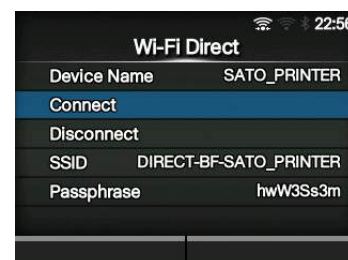 22:56
Wi-Fi Direct
Device Name SATO_PRINTER
Connect
Disconnect
SSID DIRECT-BF-SATO_PRINTER
Passphrase hwW3Ss3m